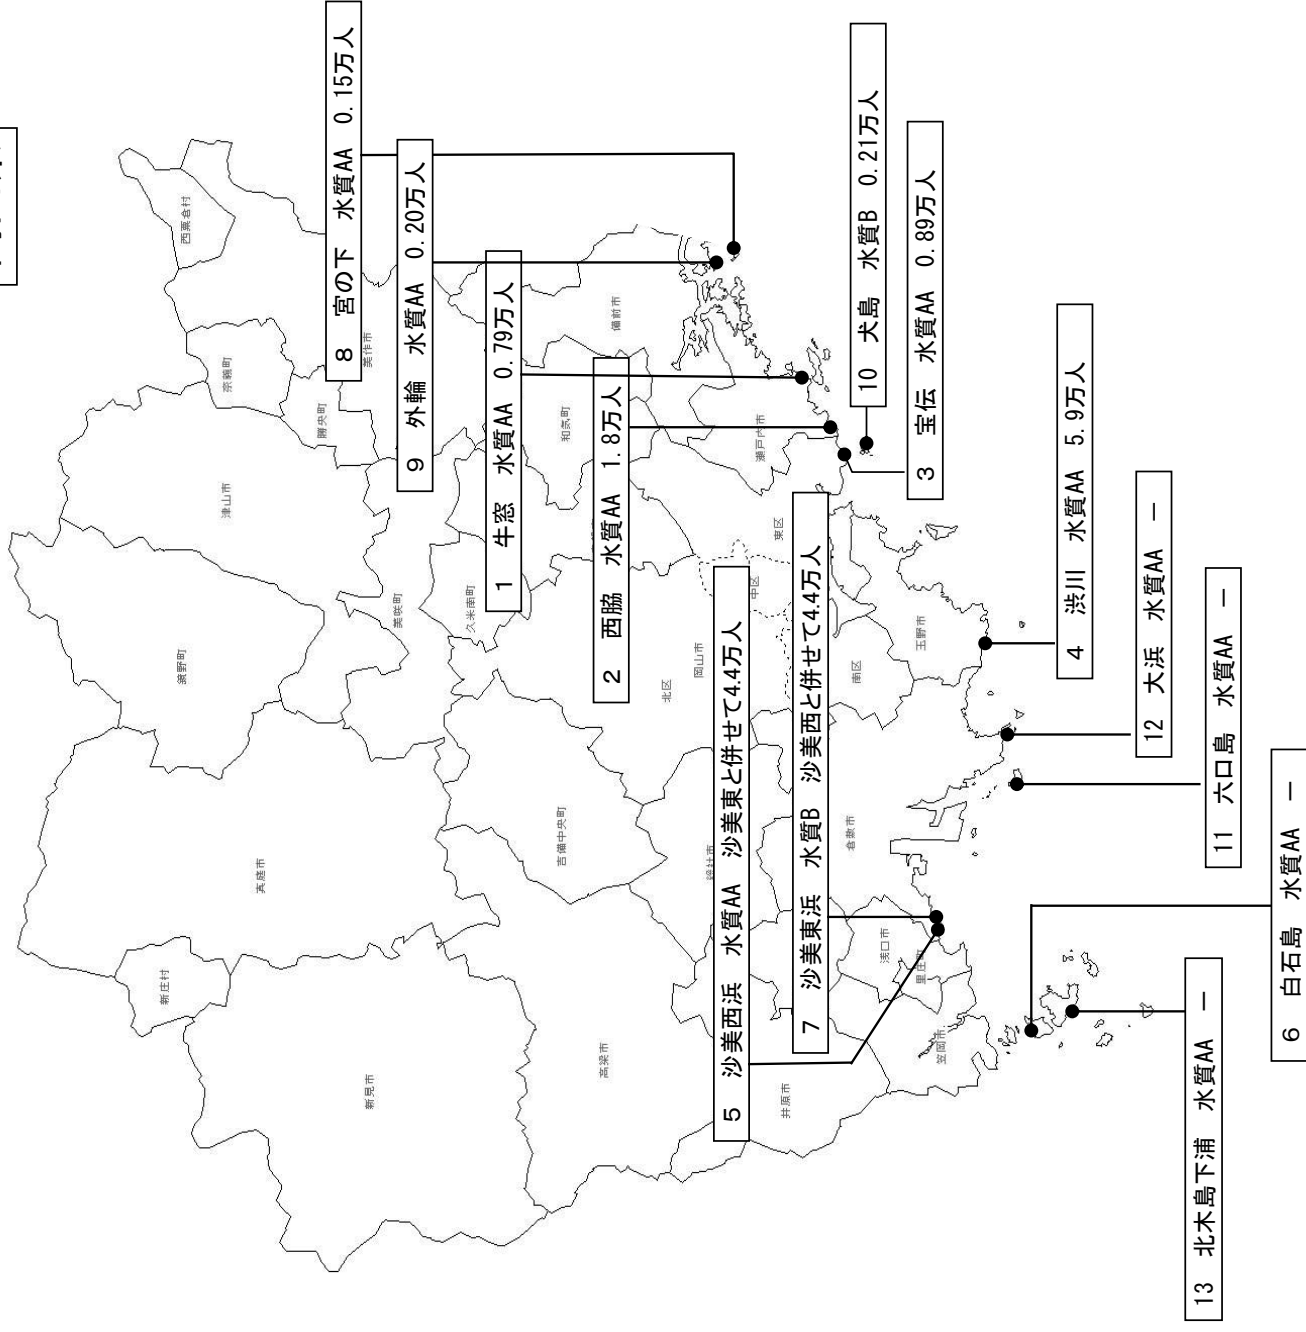 8　宮の下　水質AA　0.15万人
9　外輪　水質AA　0.20万人
1　牛窓　水質AA　0.79万人
2　西脇　水質AA　1.8万人
10　犬島　水質B　0.21万人
3　宝伝　水質AA　0.89万人
4　渋川　水質AA　5.9万人
12　大浜　水質AA　－
11　六口島　水質AA　－
6　白石島　水質AA　－
13　北木島下浦　水質AA　－
5　沙美西浜　水質AA　沙美東と併せて4.4万人
7　沙美東浜　水質B　沙美西と併せて4.4万人
西粟倉村
奈義町
美作市
勝央町
津山市
鏡野町
美咲町
久米南町
和気町
備前市
瀬戸内市
東区
中区
北区
岡山市
南区
玉野市
真庭市
新庄村
吉備中央町
総社市
倉敷市
浅口市
里庄町
笠岡市
井原市
高梁市
新見市